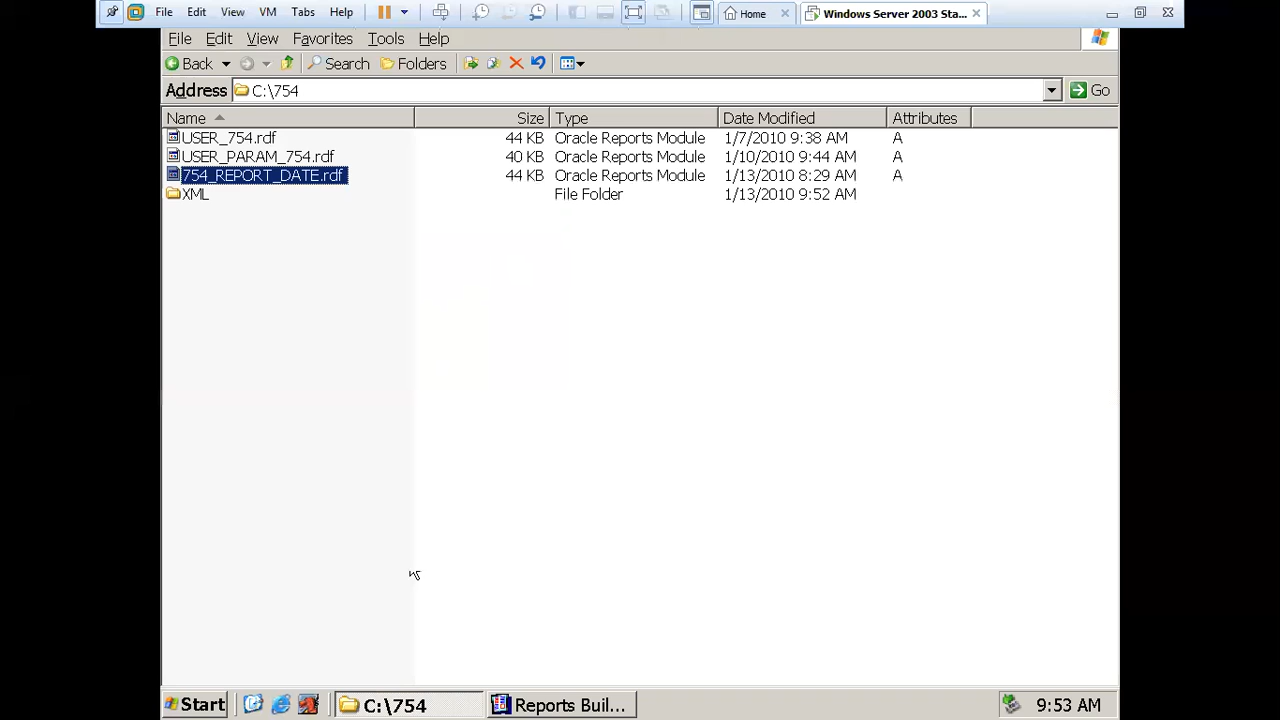 File Edit View VM Tabs Help Home Windows Server 2003 Sta...
File Edit View Favorites Tools Help
Back Search Folders
Address C:\754 Go
Name Size Type Date Modified Attributes
USER_754.rdf 44 KB Oracle Reports Module 1/7/2010 9:38 AM A
USER_PARAM_754.rdf 40 KB Oracle Reports Module 1/10/2010 9:44 AM A
754_REPORT_DATE.rdf 44 KB Oracle Reports Module 1/13/2010 8:29 AM A
XML File Folder 1/13/2010 9:52 AM
Start C:\754 Reports Buil... 9:53 AM